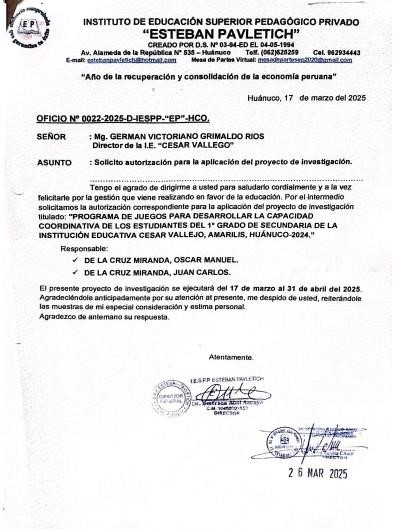 INSTITUTO DE EDUCACIÓN SUPERIOR PEDAGÓGICO PRIVADO
"ESTEBAN PAVLETICH"
CREADO POR D.S. Nº 03-94-ED EL 04-05-1994
Av. Alameda de la República Nº 535 – Huánuco Telf. (062)625259 Cel. 962934443
E-mail: estebanpavletich@hotmail.com Mesa de Partes Virtual: mesadepartesep2020@gmail.com
"Año de la recuperación y consolidación de la economía peruana"
Huánuco, 17 de marzo del 2025
OFICIO Nº 0022-2025-D-IESPP-"EP"-HCO.
SEÑOR : Mg. GERMAN VICTORIANO GRIMALDO RIOS
Director de la I.E. "CESAR VALLEGO"
ASUNTO : Solicito autorización para la aplicación del proyecto de investigación.
Tengo el agrado de dirigirme a usted para saludarlo cordialmente y a la vez
felicitarle por la gestión que viene realizando en favor de la educación. Por el intermedio
solicitamos la autorización correspondiente para la aplicación del proyecto de investigación
titulado: "PROGRAMA DE JUEGOS PARA DESARROLLAR LA CAPACIDAD
COORDINATIVA DE LOS ESTUDIANTES DEL 1° GRADO DE SECUNDARIA DE LA
INSTITUCIÓN EDUCATIVA CESAR VALLEJO, AMARILIS, HUÁNUCO-2024."
Responsable:
✓ DE LA CRUZ MIRANDA, OSCAR MANUEL.
✓ DE LA CRUZ MIRANDA, JUAN CARLOS.
El presente proyecto de investigación se ejecutará del 17 de marzo al 31 de abril del 2025.
Agradeciéndole anticipadamente por su atención at presente, me despido de usted, reiterándole
las muestras de mi especial consideración y estima personal.
Agradezco de antemano su respuesta.
Atentamente.
I.E.S.P.P. ESTEBAN PAVLETICH
DIRECTOR
GENERAL
DIRECTOR
26 MAR 2025